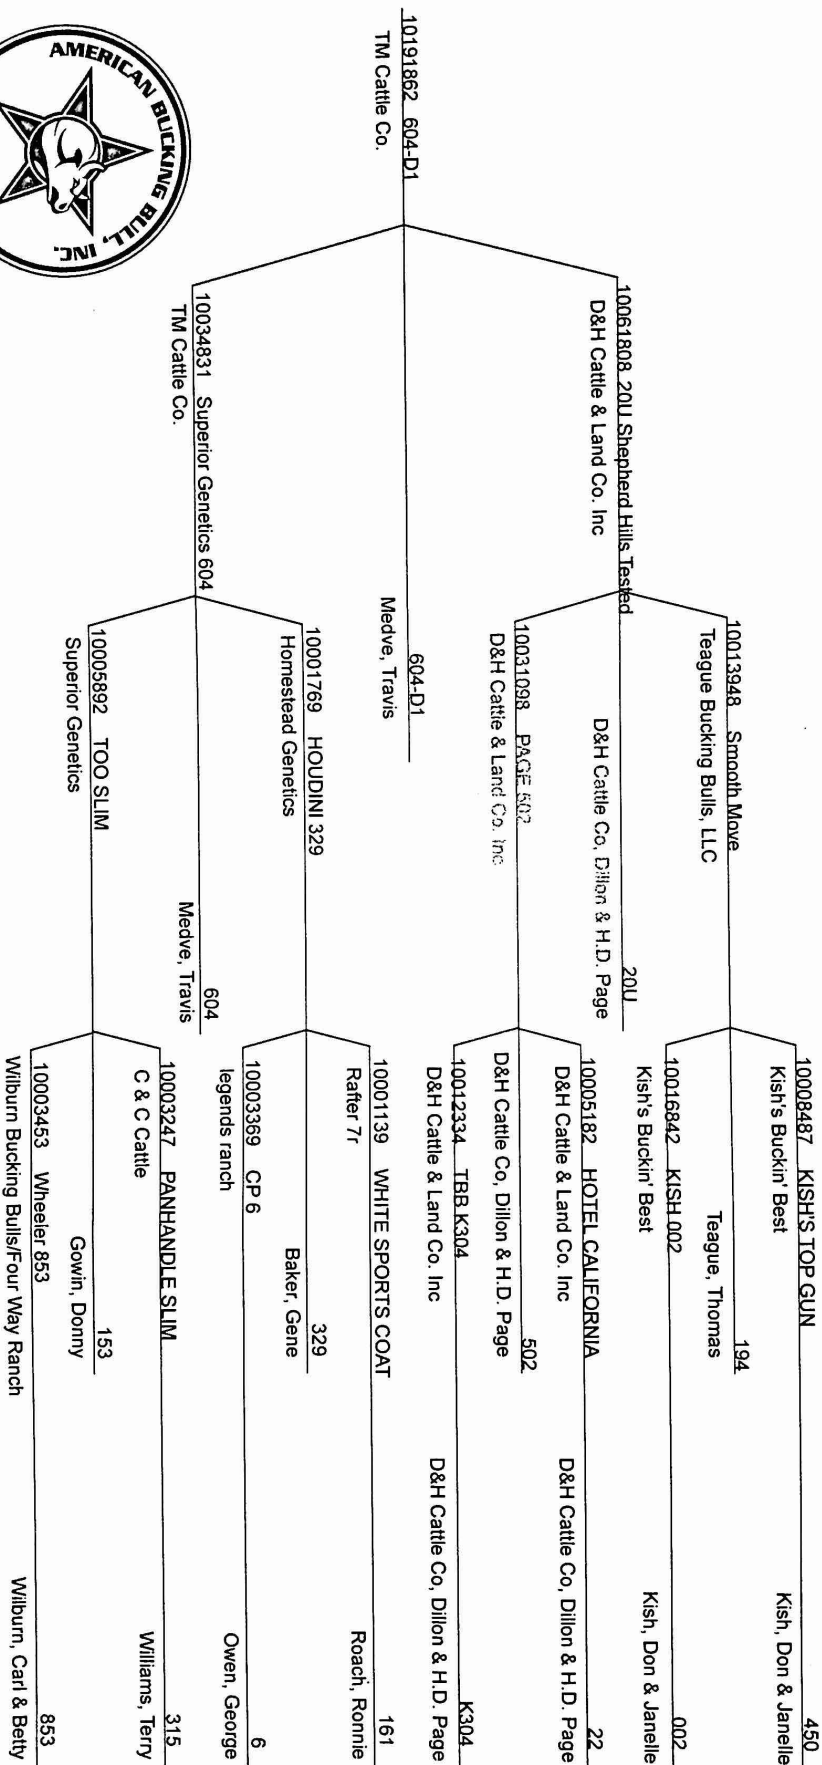 AMERICAN BUCKING BULL, INC.
10008487 KISH'S TOP GUN 450
Kish's Buckin' Best Kish, Don & Janelle
10013948 Smooth Move 194
Teague Bucking Bulls, LLC Teague, Thomas
10016842 KISH 002 002
Kish's Buckin' Best Kish, Don & Janelle
10061808 20U Shepherd Hills Tested 20U
D&H Cattle & Land Co. Inc D&H Cattle Co, Dillon & H.D. Page
10005182 HOTEL CALIFORNIA 22
D&H Cattle & Land Co. Inc D&H Cattle Co, Dillon & H.D. Page
10031098 PAGE 502 502
D&H Cattle & Land Co. Inc D&H Cattle Co, Dillon & H.D. Page
10012334 TBB K304 K304
D&H Cattle & Land Co. Inc D&H Cattle Co, Dillon & H.D. Page
10191862 604-D1 604-D1
TM Cattle Co. Medve, Travis
10001139 WHITE SPORTS COAT 161
Rafter 7r Roach, Ronnie
10001769 HOUDINI 329 329
Homestead Genetics Baker, Gene
10003369 CP 6 6
legends ranch Owen, George
10034831 Superior Genetics 604 604
TM Cattle Co. Medve, Travis
10003247 PANHANDLE SLIM 315
C & C Cattle Williams, Terry
10005892 TOO SLIM 153
Superior Genetics Gowin, Donny
10003453 Wheeler 853 853
Wilburn Bucking Bulls/Four Way Ranch Wilburn, Carl & Betty